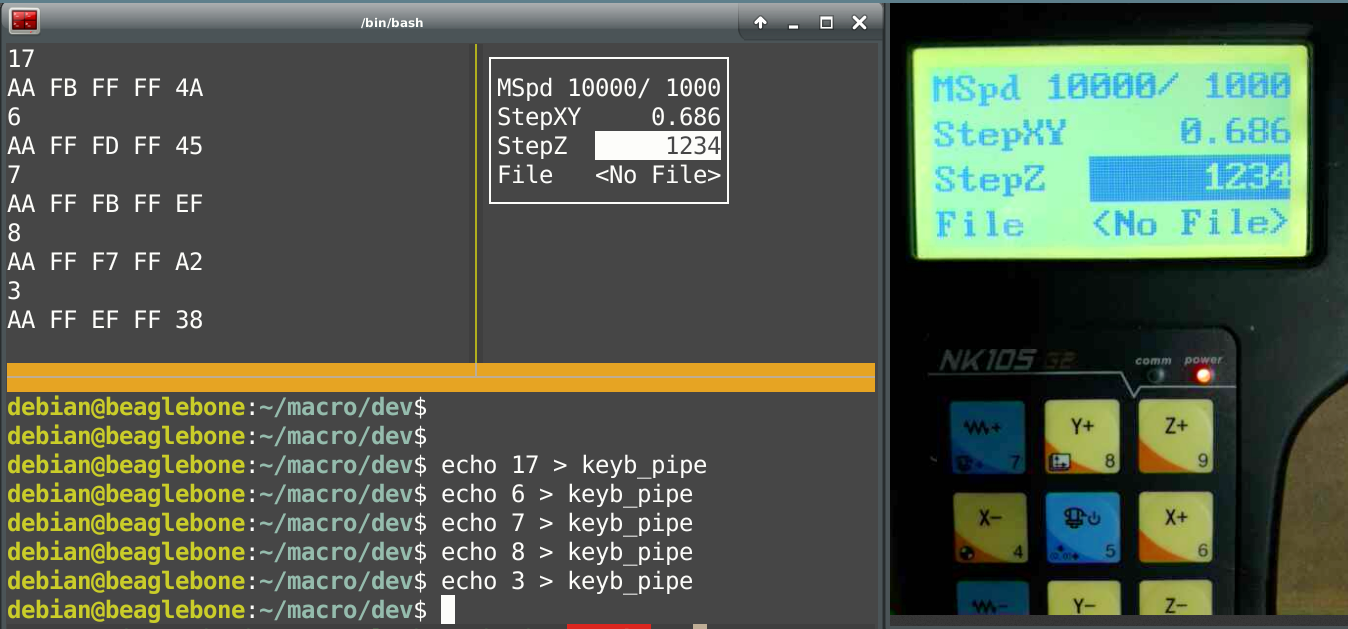 /bin/bash
17
AA FB FF FF 4A
6
AA FF FD FF 45
7
AA FF FB FF EF
8
AA FF F7 FF A2
3
AA FF EF FF 38
MSpd 10000/ 1000
StepXY 0.686
StepZ 1234
File <No File>
debian@beaglebone:~/macro/dev$
debian@beaglebone:~/macro/dev$
debian@beaglebone:~/macro/dev$ echo 17 > keyb_pipe
debian@beaglebone:~/macro/dev$ echo 6 > keyb_pipe
debian@beaglebone:~/macro/dev$ echo 7 > keyb_pipe
debian@beaglebone:~/macro/dev$ echo 8 > keyb_pipe
debian@beaglebone:~/macro/dev$ echo 3 > keyb_pipe
debian@beaglebone:~/macro/dev$
MSpd 10000/ 1000
StepXY 0.686
StepZ 1234
File <No File>
NK105 G2
comm power
+ Y+ Z+
7 8 9
X- X+
4 5 6
Y- Z-